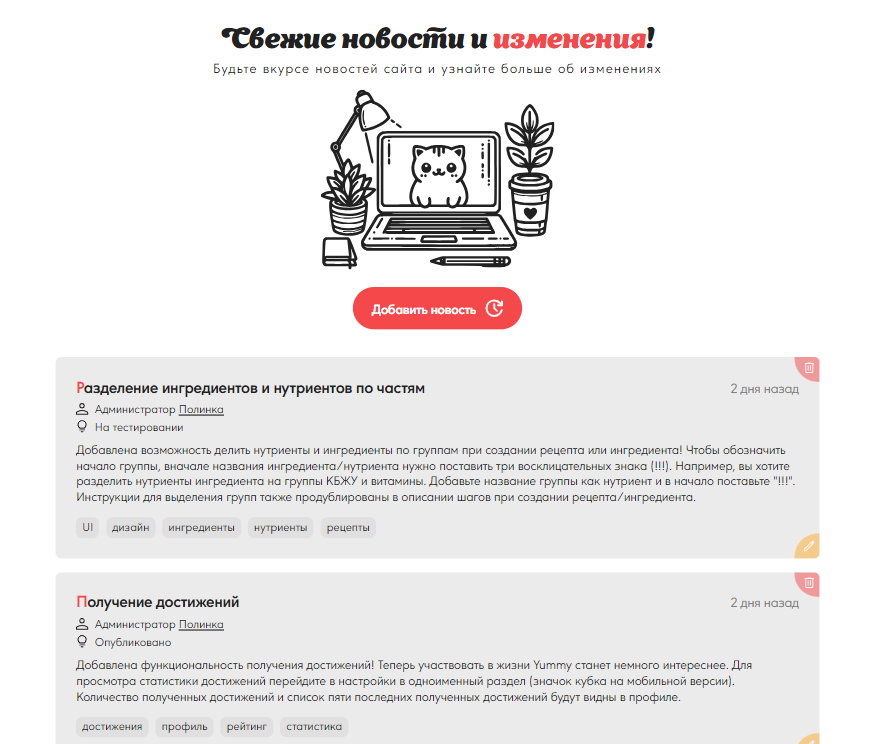 Свежие новости и изменения!
Будьте вкурсе новостей сайта и узнайте больше об изменениях
Добавить новость
Разделение ингредиентов и нутриентов по частям
2 дня назад
Администратор Полинка
На тестировании
Добавлена возможность делить нутриенты и ингредиенты по группам при создании рецепта или ингредиента! Чтобы обозначить
начало группы, вначале названия ингредиента/нутриента нужно поставить три восклицательных знака (!!!). Например, вы хотите
разделить нутриенты ингредиента на группы КБЖУ и витамины. Добавьте название группы как нутриент и в начало поставьте "!!!".
Инструкции для выделения групп также продублированы в описании шагов при создании рецепта/ингредиента.
UI дизайн ингредиенты нутриенты рецепты
Получение достижений
2 дня назад
Администратор Полинка
Опубликовано
Добавлена функциональность получения достижений! Теперь участвовать в жизни Yummy станет немного интереснее. Для
просмотра статистики достижений перейдите в настройки в одноименный раздел (значок кубка на мобильной версии).
Количество полученных достижений и список пяти последних полученных достижений будут видны в профиле.
достижения профиль рейтинг статистика